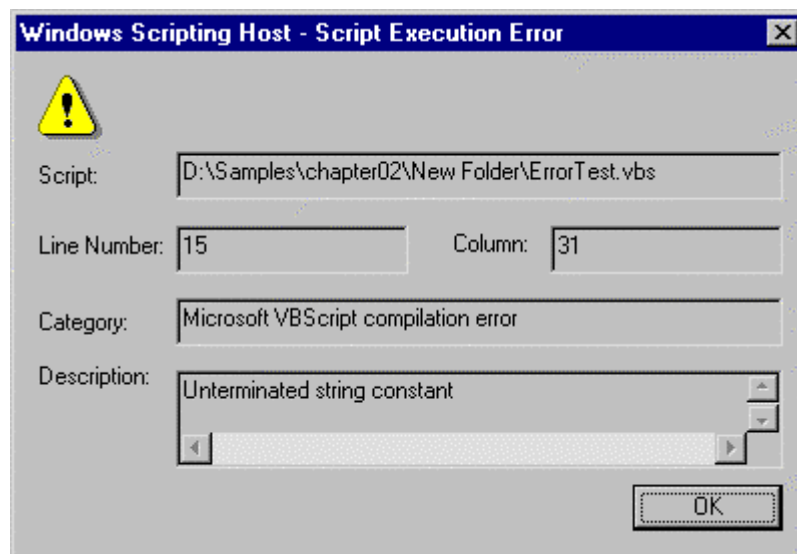 Windows Scripting Host - Script Execution Error
Script: D:\Samples\chapter02\New Folder\ErrorTest.vbs
Line Number: 15 Column: 31
Category: Microsoft VBScript compilation error
Description: Unterminated string constant
OK